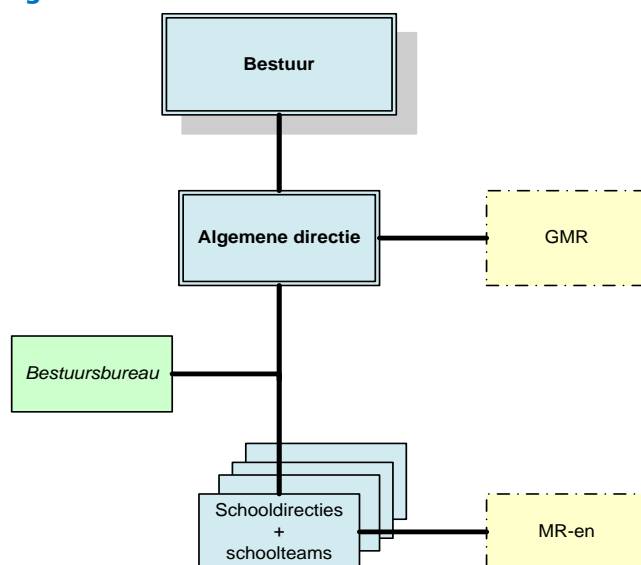 Bestuur
Algemene directie
GMR
Bestuursbureau
Schooldirecties
+
schoolteams
MR-en